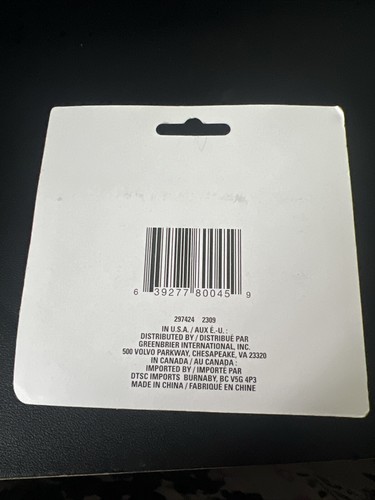 6 39277 80045 9
297424 2309
IN U.S.A. / AUX É.-U. :
DISTRIBUTED BY / DISTRIBUÉ PAR
GREENBRIER INTERNATIONAL, INC.
500 VOLVO PARKWAY, CHESAPEAKE, VA 23320
IN CANADA / AU CANADA :
IMPORTED BY / IMPORTÉ PAR
DTSC IMPORTS BURNABY, BC V5G 4P3
MADE IN CHINA / FABRIQUÉ EN CHINE